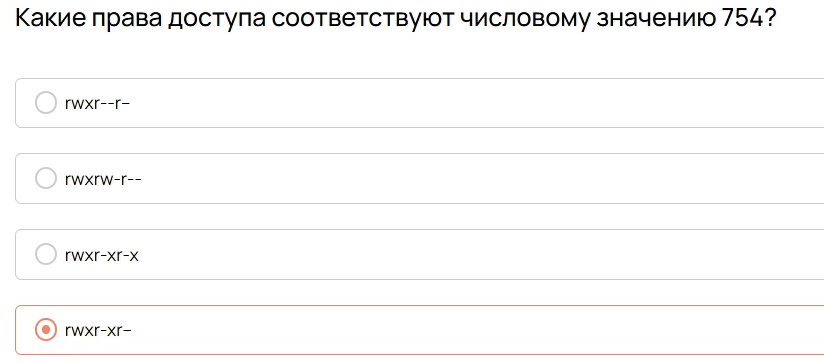 Какие права доступа соответствуют числовому значению 754?
rwxr--r–
rwxrw-r--
rwxr-xr-x
rwxr-xr–